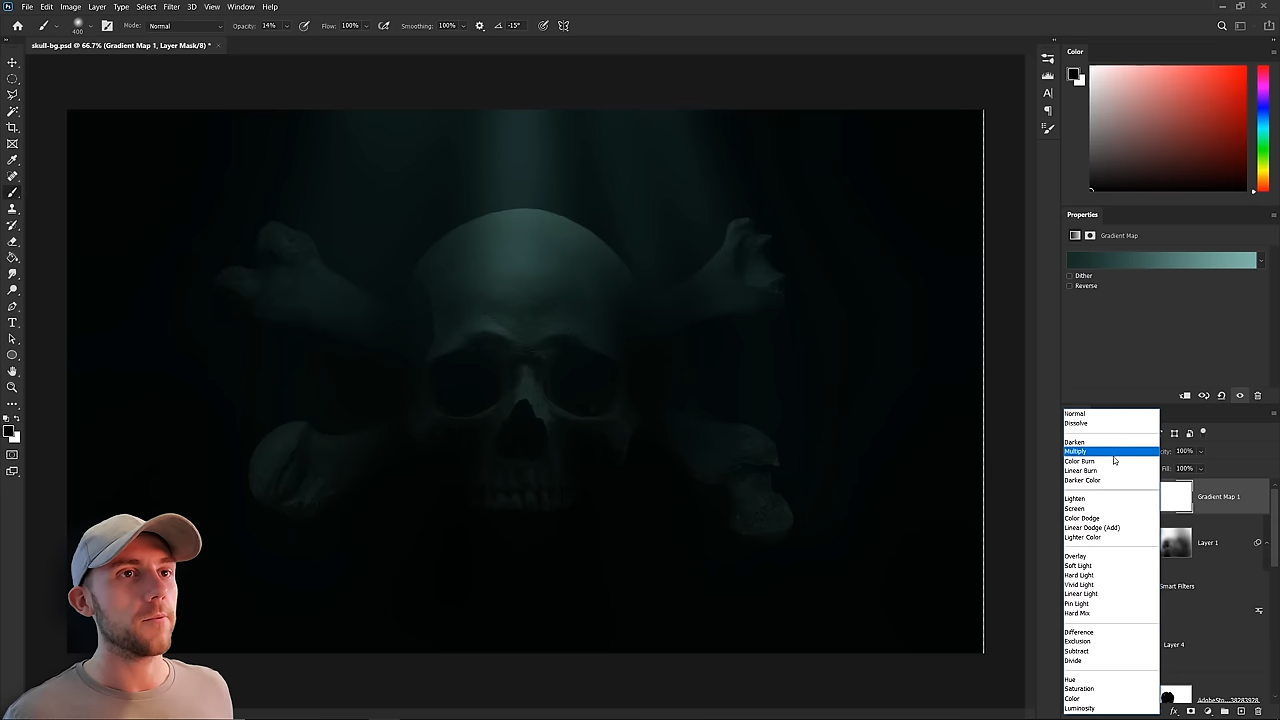 File Edit Image Layer Type Select Filter 3D View Window Help
400 Mode: Normal Opacity: 14% Flow: 100% Smoothing: 100% -15°
skull-bg.psd @ 66.7% (Gradient Map 1, Layer Mask/8) *
Color
Properties
Gradient Map
Dither
Reverse
Normal
Dissolve
Darken
Multiply
Color Burn
Linear Burn
Darker Color
Lighten
Screen
Color Dodge
Linear Dodge (Add)
Lighter Color
Overlay
Soft Light
Hard Light
Vivid Light
Linear Light
Pin Light
Hard Mix
Difference
Exclusion
Subtract
Divide
Hue
Saturation
Color
Luminosity
100%
Fill: 100%
Gradient Map 1
Layer 1
Smart Filters
Layer 4